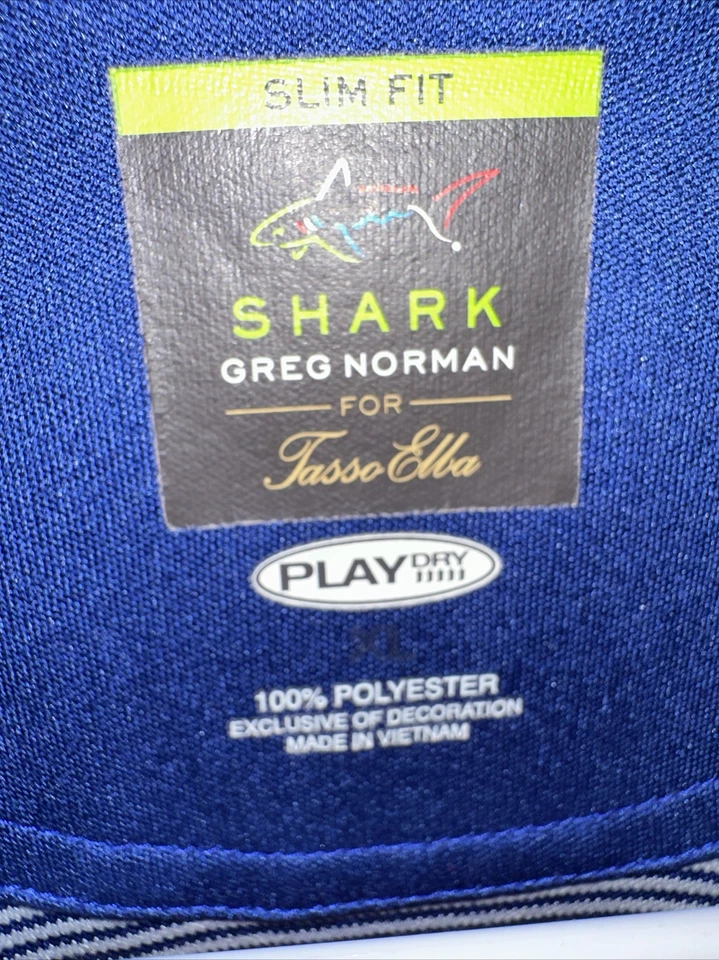 SLIM FIT
SHARK
GREG NORMAN
FOR
Tasso Elba
PLAY DRY
XL
100% POLYESTER
EXCLUSIVE OF DECORATION
MADE IN VIETNAM